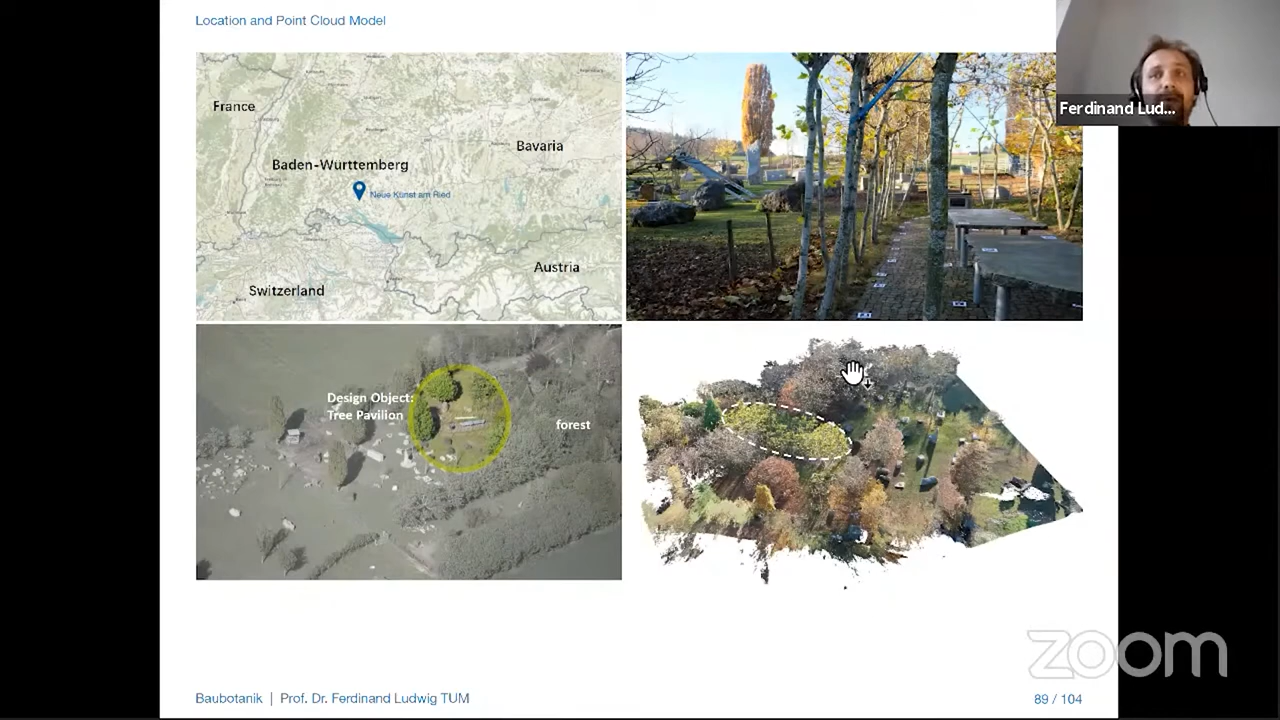 Location and Point Cloud Model
France
Bavaria
Baden-Württemberg
Neue Kunst am Ried
Austria
Switzerland
Ferdinand Lud...
Design Object:
Tree Pavilion
forest
zoom
Baubotanik | Prof. Dr. Ferdinand Ludwig TUM
89 / 104